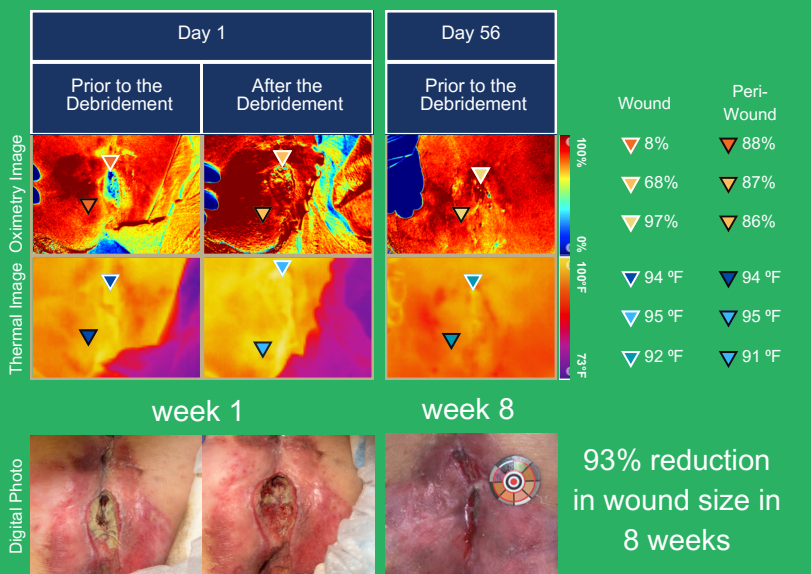 Day 1
Day 56
Prior to the
Debridement
After the
Debridement
Prior to the
Debridement
Oximetry Image
100%
0%
Wound
Peri-
Wound
8%
88%
68%
87%
97%
86%
Thermal Image
100°F
73°F
94 ºF
94 ºF
95 ºF
95 ºF
92 ºF
91 ºF
week 1
week 8
Digital Photo
93% reduction
in wound size in
8 weeks